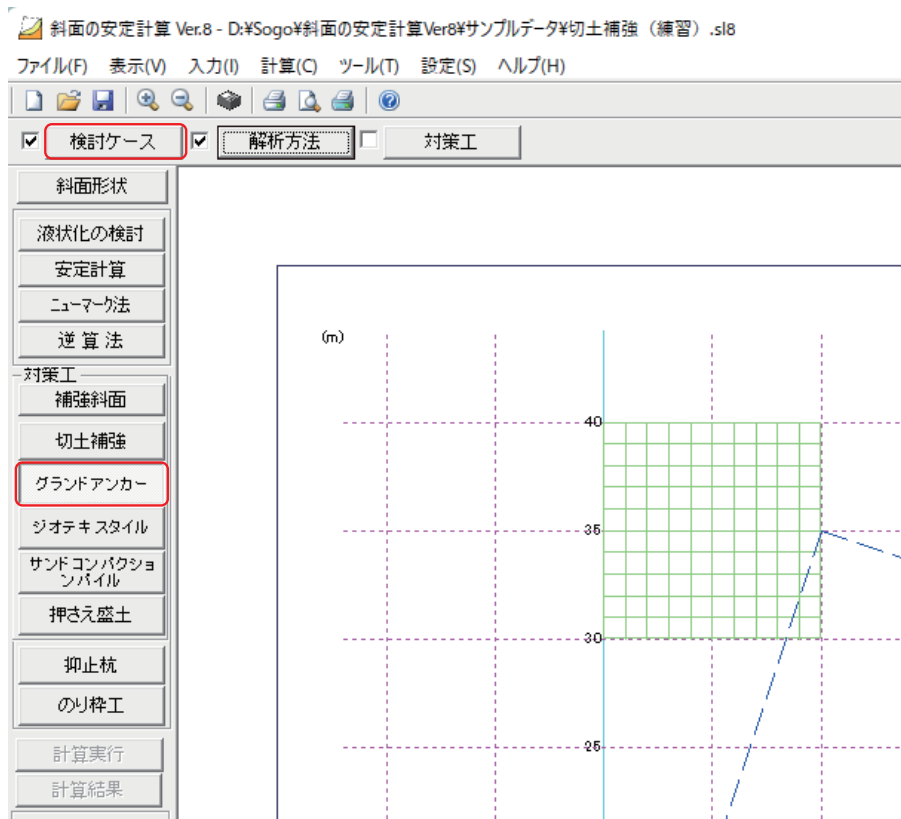 斜面の安定計算 Ver.8 - D:¥Sogo¥斜面の安定計算Ver8¥サンプルデータ¥切土補強（練習）.sl8
ファイル(F) 表示(V) 入力(I) 計算(C) ツール(T) 設定(S) ヘルプ(H)
検討ケース 解析方法 対策工
斜面形状
液状化の検討
安定計算
ニューマーク法
逆算法
対策工
補強斜面
切土補強
グランドアンカー
ジオテキスタイル
サンドコンパクショ
ンパイル
押さえ盛土
抑止杭
のり枠工
計算実行
計算結果
(m)
40
35
30
25